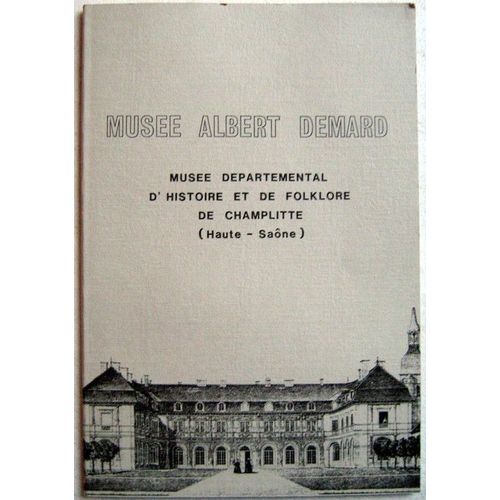 MUSEE ALBERT DEMARD
MUSEE DEPARTEMENTAL
D'HISTOIRE ET DE FOLKLORE
DE CHAMPLITTE
(Haute - Saône)